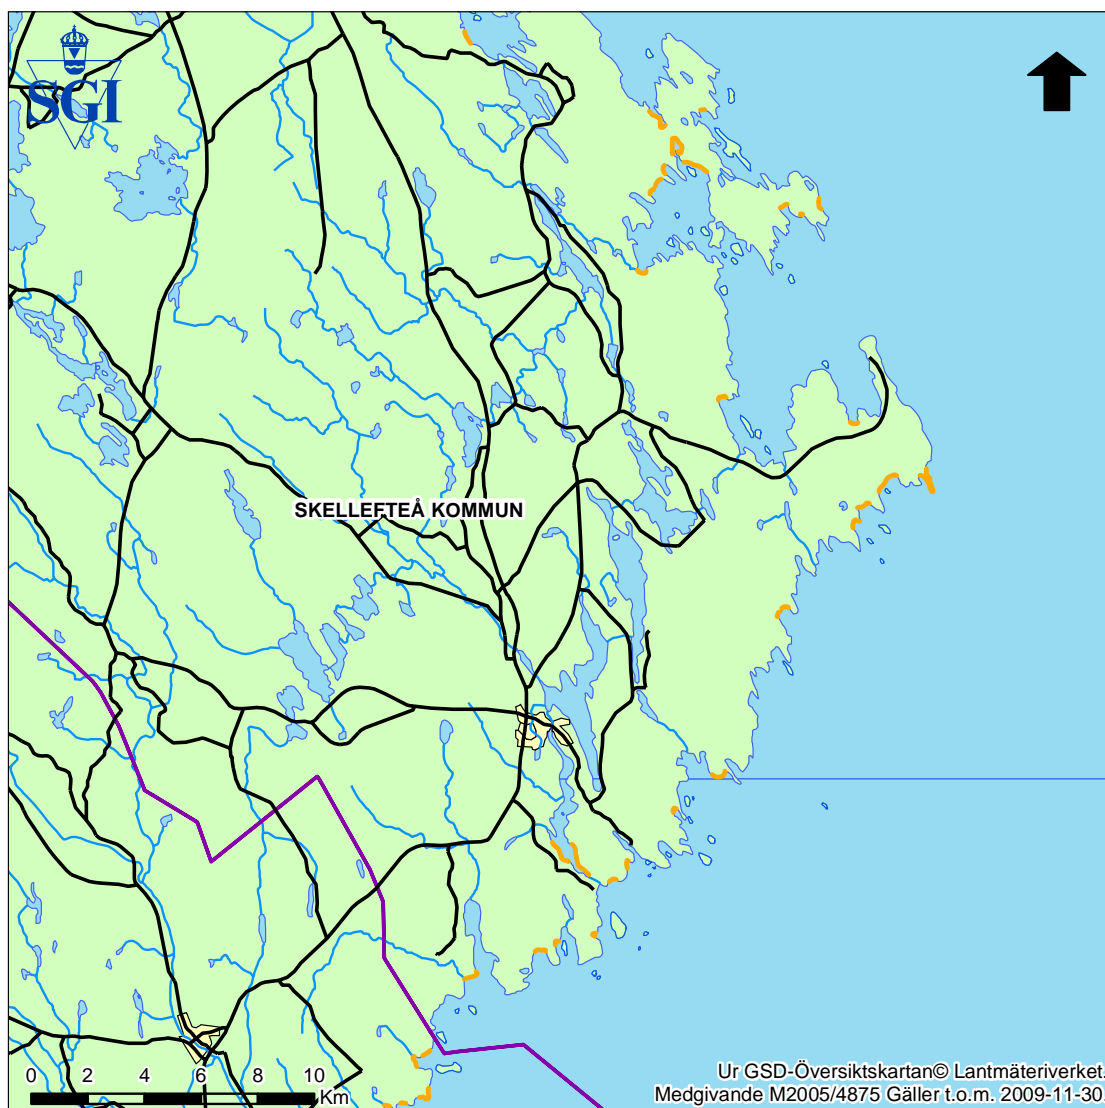 SGI
SKELLEFTEÅ KOMMUN
0 2 4 6 8 10
Km
Ur GSD-Översiktskartan© Lantmäteriverket.
Medgivande M2005/4875 Gäller t.o.m. 2009-11-30.